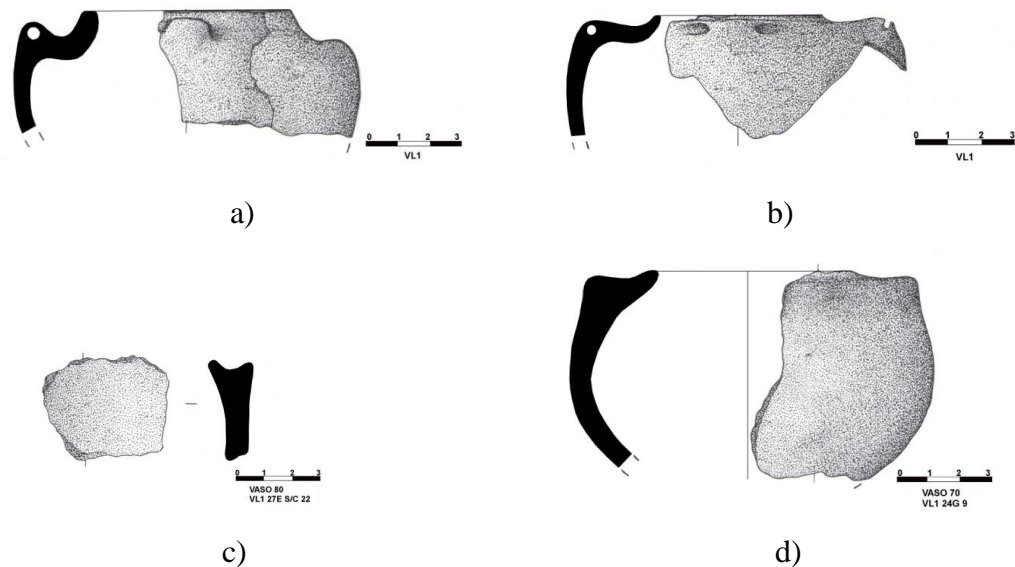 0 1 2 3
VL1
0 1 2 3
VL1
a)
b)
0 1 2 3
VASO 80
VL1 27E S/C 22
0 1 2 3
VASO 70
VL1 24G 9
c)
d)